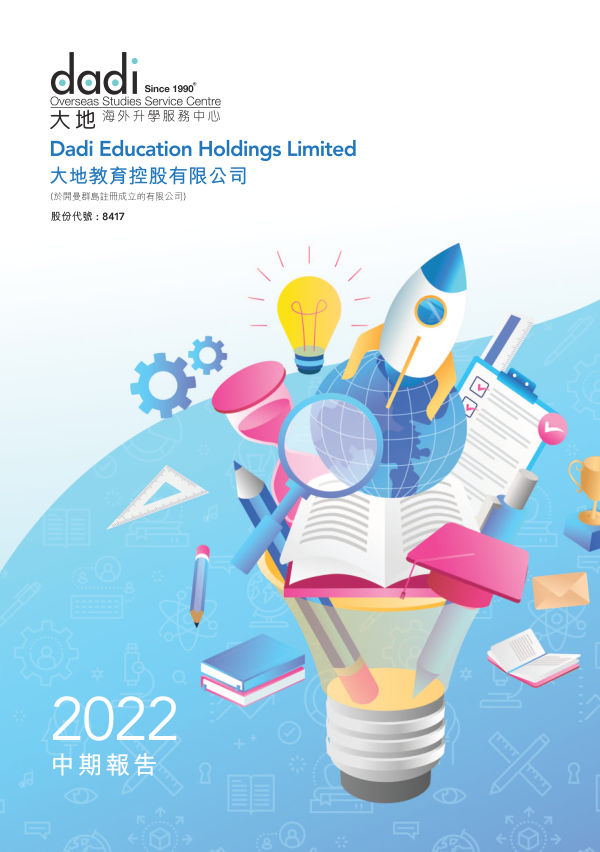 dadi Since 1990®
Overseas Studies Service Centre
大地 海外升學服務中心
Dadi Education Holdings Limited
大地教育控股有限公司
(於開曼群島註冊成立的有限公司)
股份代號：8417
2022
中期報告